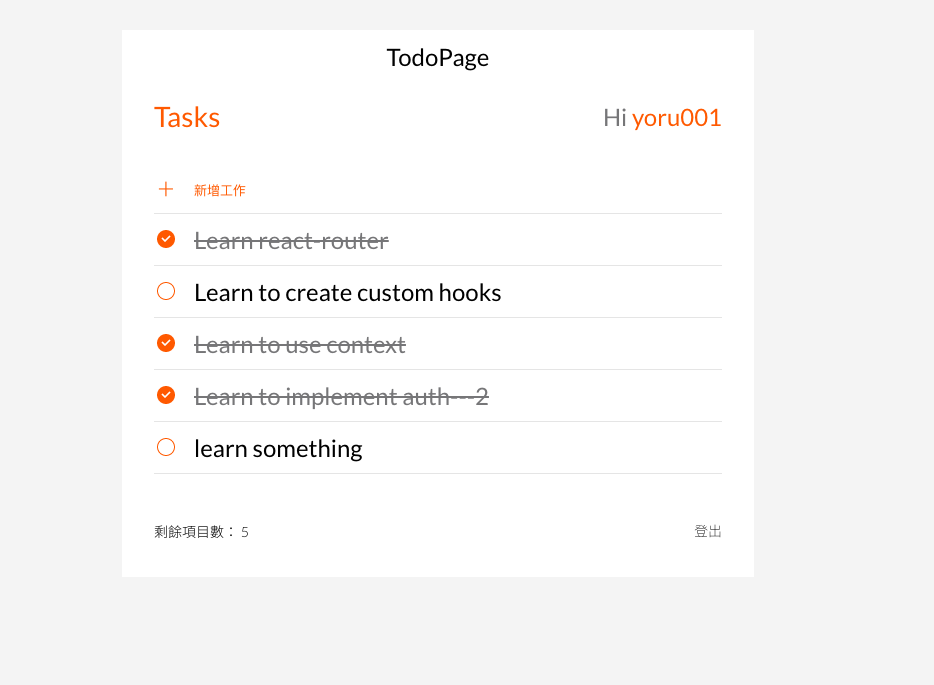 TodoPage
Tasks
Hi yoru001
新增工作
Learn react-router
Learn to create custom hooks
Learn to use context
Learn to implement auth---2
learn something
剩餘項目數： 5
登出